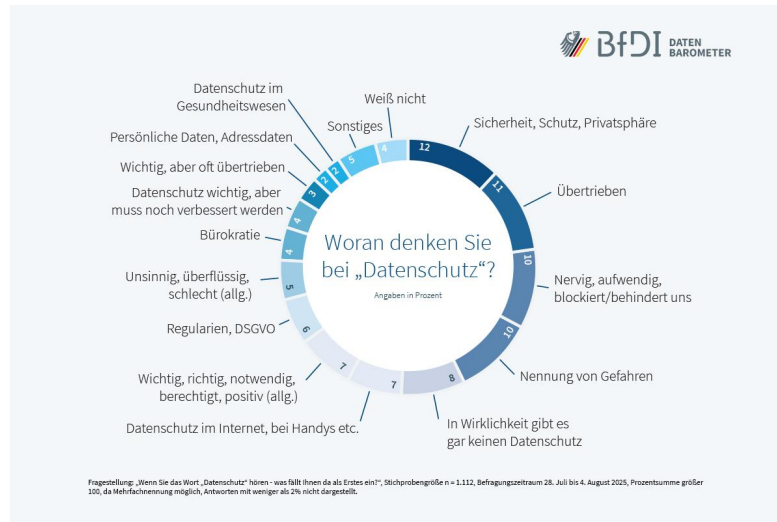 BfDI DATEN
BAROMETER
Datenschutz im
Gesundheitswesen
Weiß nicht
Sonstiges
Sicherheit, Schutz, Privatsphäre
Persönliche Daten, Adressdaten
Wichtig, aber oft übertrieben
Übertrieben
Datenschutz wichtig, aber
muss noch verbessert werden
Bürokratie
Unsinnig, überflüssig,
schlecht (allg.)
Nervig, aufwendig,
blockiert/behindert uns
Regularien, DSGVO
Wichtig, richtig, notwendig,
berechtigt, positiv (allg.)
Nennung von Gefahren
Datenschutz im Internet, bei Handys etc.
In Wirklichkeit gibt es
gar keinen Datenschutz
12
11
10
10
8
7
7
6
5
4
4
3
2
2
5
4
Woran denken Sie
bei „Datenschutz“?
Angaben in Prozent
Fragestellung: „Wenn Sie das Wort „Datenschutz“ hören - was fällt Ihnen da als Erstes ein?“, Stichprobengröße n = 1.112, Befragungszeitraum 28. Juli bis 4. August 2025, Prozentsumme größer
100, da Mehrfachnennung möglich, Antworten mit weniger als 2% nicht dargestellt.